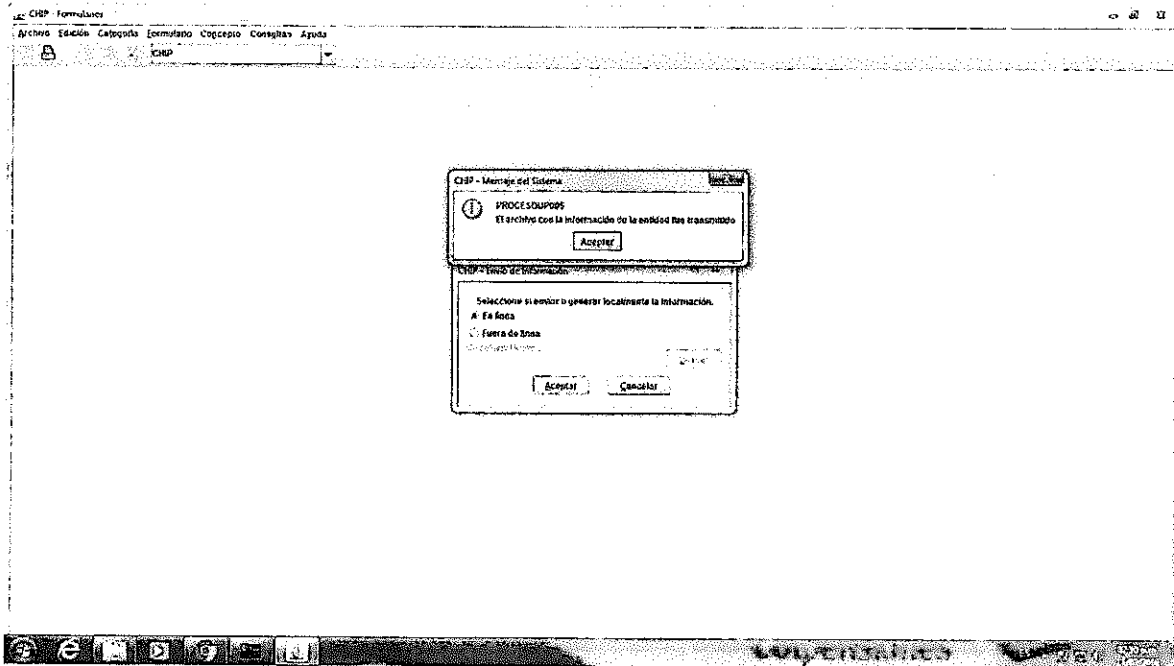 CHIP - Formularios
Archivo Edición Categoría Formulario Concepto Consultas Ayuda
CHIP
CHIP - Mensaje del Sistema
PROCESOUP005
El archivo con la información de la entidad fue transmitido
Aceptar
CHIP - Envío de Información
Seleccione si enviar o generar localmente la información.
En línea
Fuera de línea
Aceptar Cancelar